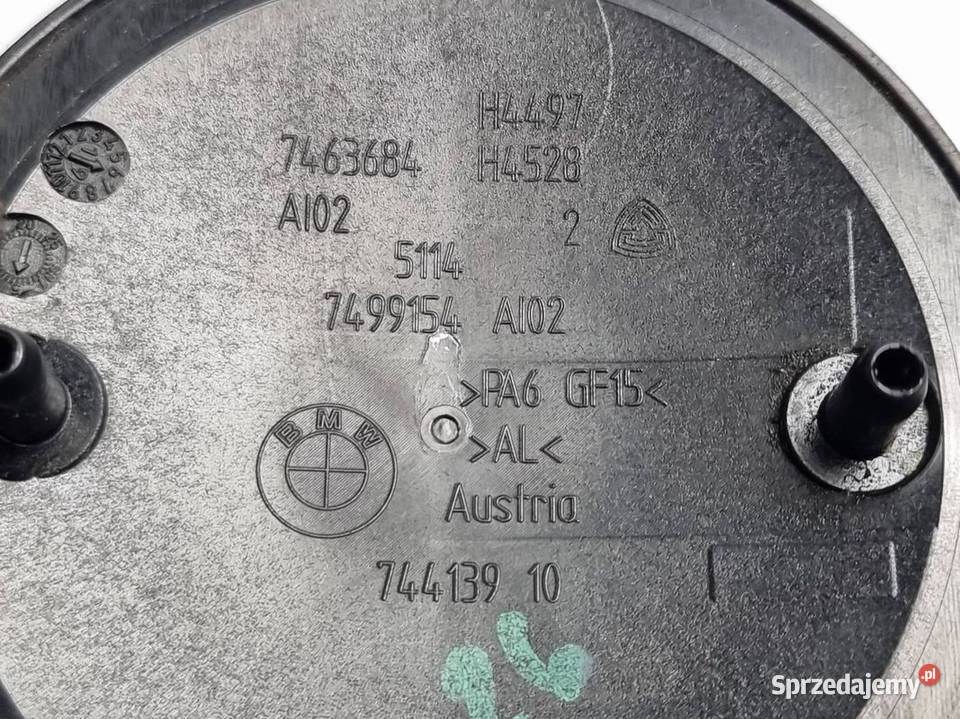 H4497
7463684 H4528
AI02 2
5114
7499154 AI02
>PA6 GF15<
>AL<
BMW
Austria
744139 10
Sprzedajemy.pl